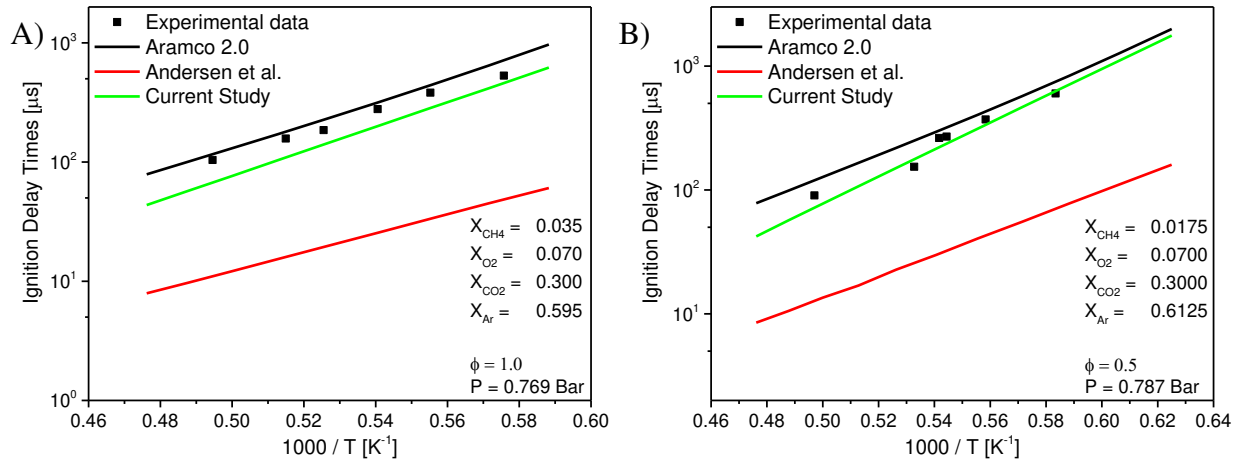 A)
Experimental data
Aramco 2.0
Andersen et al.
Current Study
Ignition Delay Times [μs]
10³
10²
10¹
10⁰
X_CH4 = 0.035
X_O2 = 0.070
X_CO2 = 0.300
X_Ar = 0.595
ϕ = 1.0
P = 0.769 Bar
0.46 0.48 0.50 0.52 0.54 0.56 0.58 0.60
1000 / T [K⁻¹]
B)
Experimental data
Aramco 2.0
Andersen et al.
Current Study
Ignition Delay Times [μs]
10³
10²
10¹
X_CH4 = 0.0175
X_O2 = 0.0700
X_CO2 = 0.3000
X_Ar = 0.6125
ϕ = 0.5
P = 0.787 Bar
0.46 0.48 0.50 0.52 0.54 0.56 0.58 0.60 0.62 0.64
1000 / T [K⁻¹]